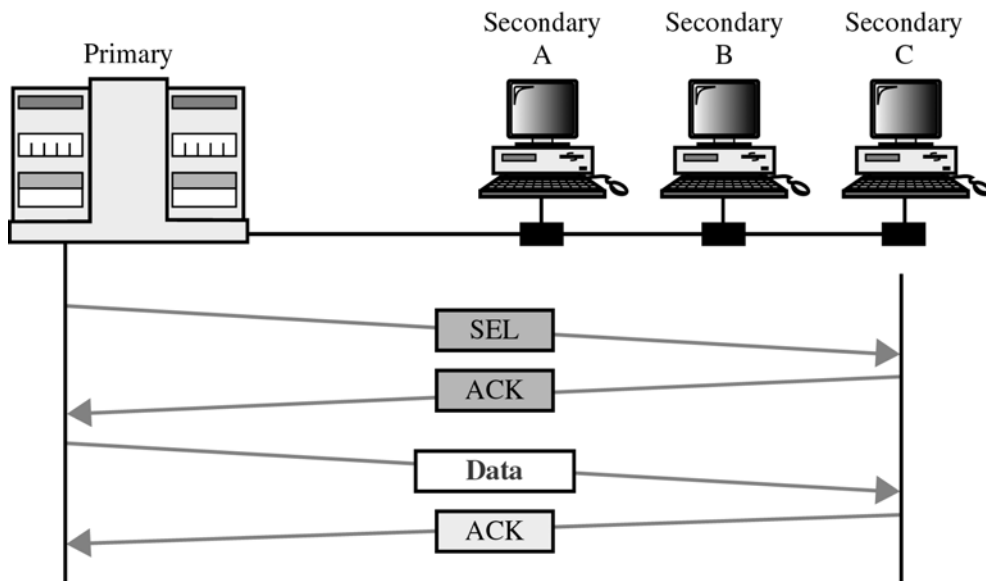 Primary
Secondary
A
Secondary
B
Secondary
C
SEL
ACK
Data
ACK